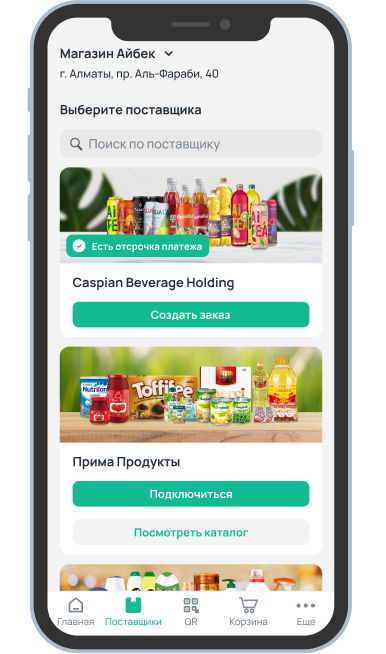 Магазин Айбек
г. Алматы, пр. Аль-Фараби, 40
Выберите поставщика
Поиск по поставщику
Есть отсрочка платежа
Caspian Beverage Holding
Создать заказ
Nutrilon
Toffifee
Прима Продукты
Подключиться
Посмотреть каталог
Главная
Поставщики
QR
Корзина
Еще